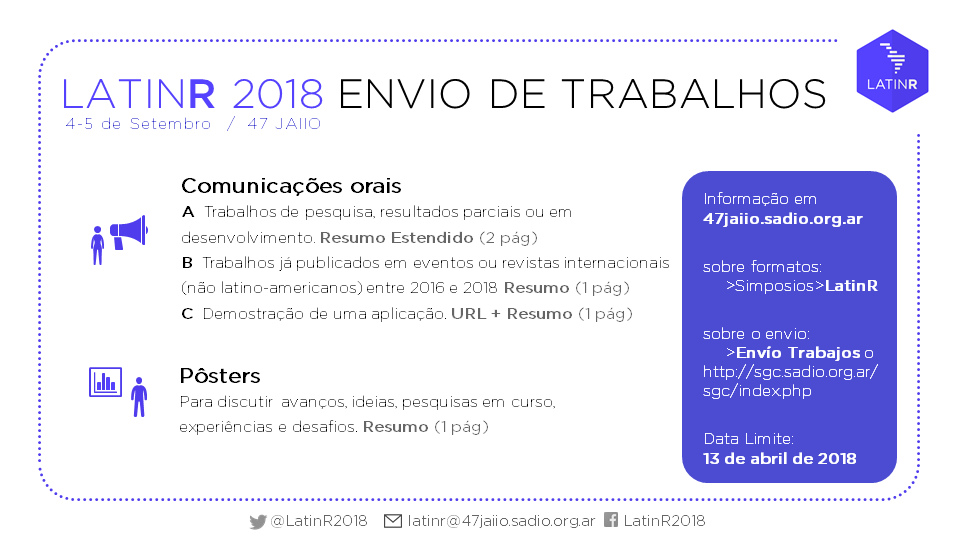 LATINR 2018 ENVIO DE TRABALHOS
4-5 de Setembro / 47 JAIIO
LATINR
Comunicações orais
A Trabalhos de pesquisa, resultados parciais ou em
desenvolvimento. Resumo Estendido (2 pág)
B Trabalhos já publicados em eventos ou revistas internacionais
(não latino-americanos) entre 2016 e 2018 Resumo (1 pág)
C Demostração de uma aplicação. URL + Resumo (1 pág)
Pôsters
Para discutir avanços, ideias, pesquisas em curso,
experiências e desafios. Resumo (1 pág)
Informação em
47jaiio.sadio.org.ar
sobre formatos:
>Simposios>LatinR
sobre o envio:
>Envío Trabajos o
http://sgc.sadio.org.ar/
sgc/index.php
Data Limite:
13 de abril de 2018
@LatinR2018 latinr@47jaiio.sadio.org.ar LatinR2018